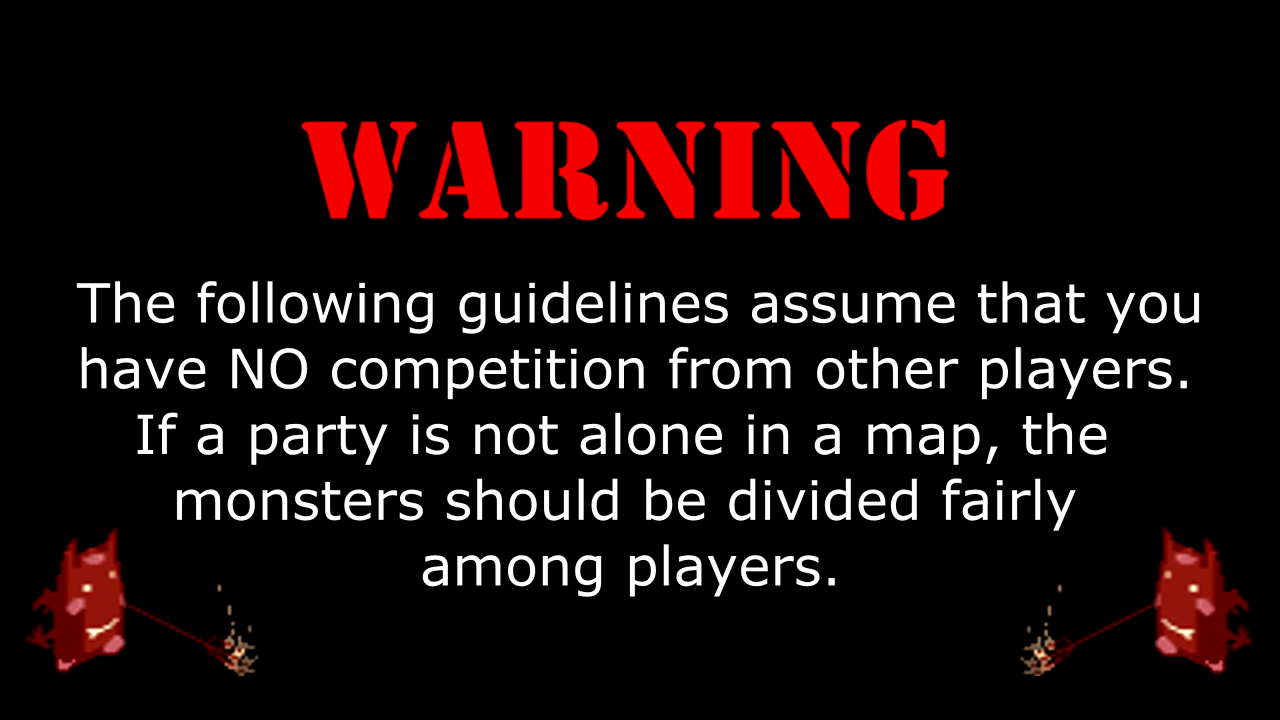 WARNING
The following guidelines assume that you
have NO competition from other players.
If a party is not alone in a map, the
monsters should be divided fairly
among players.